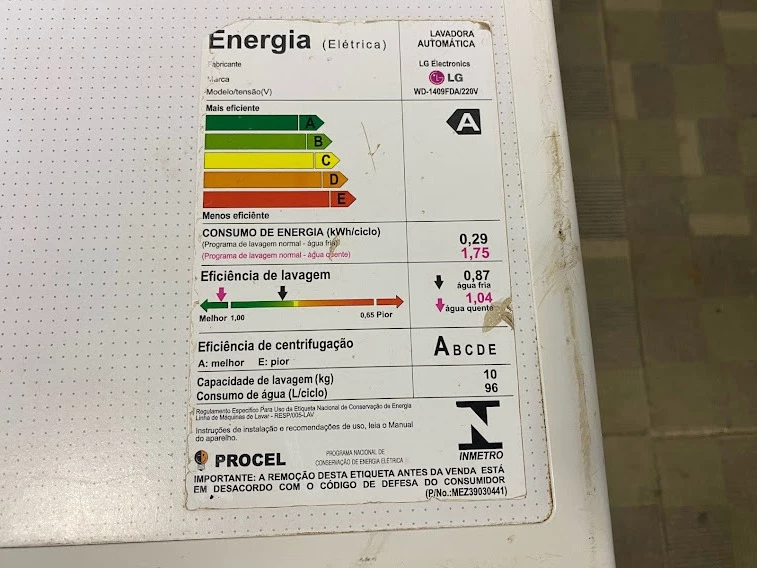 Energia (Elétrica)
LAVADORA
AUTOMÁTICA
Fabricante
LG Electronics
Marca
LG
Modelo/tensão(V)
WD-1409FDA/220V
Mais eficiente
A
A
B
C
D
E
Menos eficiênte
CONSUMO DE ENERGIA (kWh/ciclo)
(Programa de lavagem normal - água fria)
0,29
(Programa de lavagem normal - água quente)
1,75
Eficiência de lavagem
0,87
água fria
1,04
água quente
Melhor 1,00
0,65 Pior
Eficiência de centrifugação
A B C D E
A: melhor E: pior
Capacidade de lavagem (kg)
10
Consumo de água (L/ciclo)
96
Regulamento Específico Para Uso da Etiqueta Nacional de Conservação de Energia
Linha de Máquinas de Lavar - RESP/005-LAV
Instruções de instalação e recomendações de uso, leia o Manual
do aparelho.
PROCEL
PROGRAMA NACIONAL DE
CONSERVAÇÃO DE ENERGIA ELÉTRICA
INMETRO
IMPORTANTE: A REMOÇÃO DESTA ETIQUETA ANTES DA VENDA ESTÁ
EM DESACORDO COM O CÓDIGO DE DEFESA DO CONSUMIDOR
(P/No.:MEZ39030441)